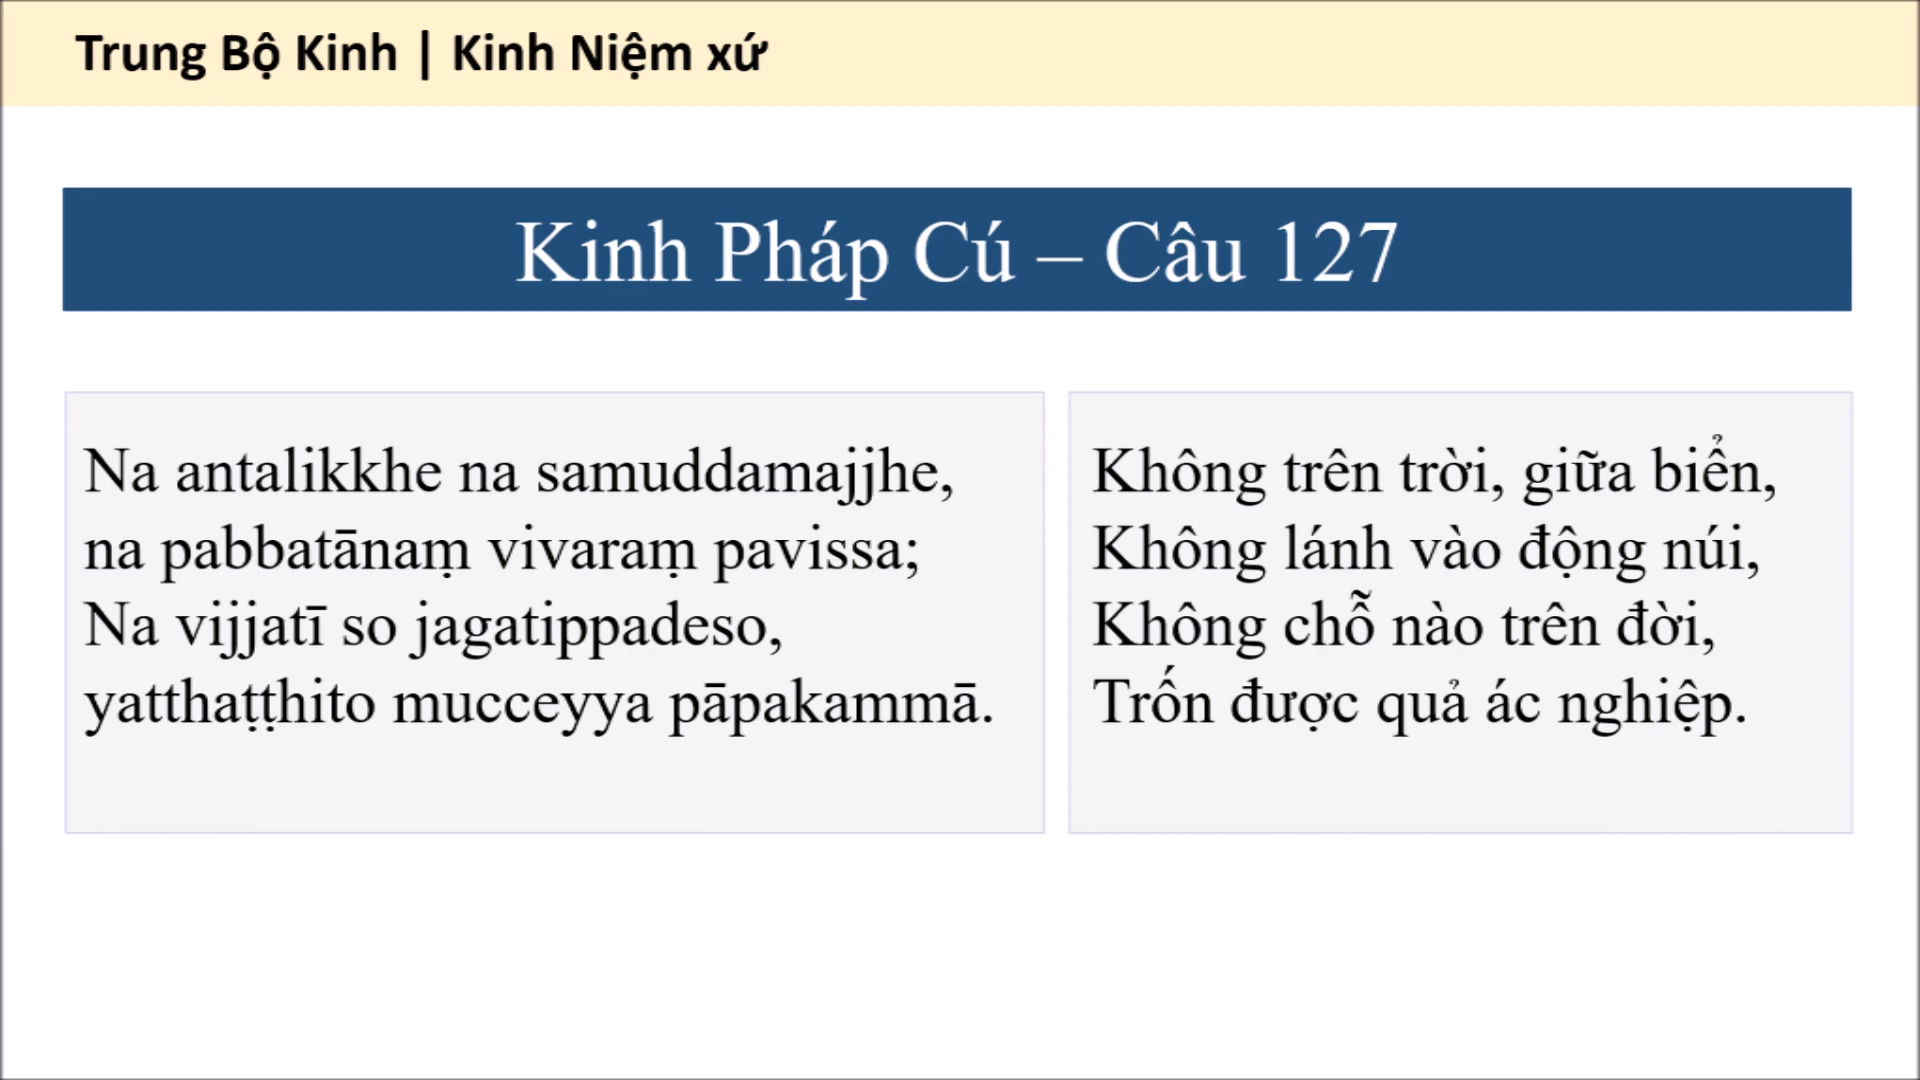 Trung Bộ Kinh | Kinh Niệm xứ
Kinh Pháp Cú – Câu 127
Na antalikkhe na samuddamajjhe,
na pabbatānaṃ vivaraṃ pavissa;
Na vijjatī so jagatippadeso,
yatthaṭṭhito mucceyya pāpakammā.
Không trên trời, giữa biển,
Không lánh vào động núi,
Không chỗ nào trên đời,
Trốn được quả ác nghiệp.